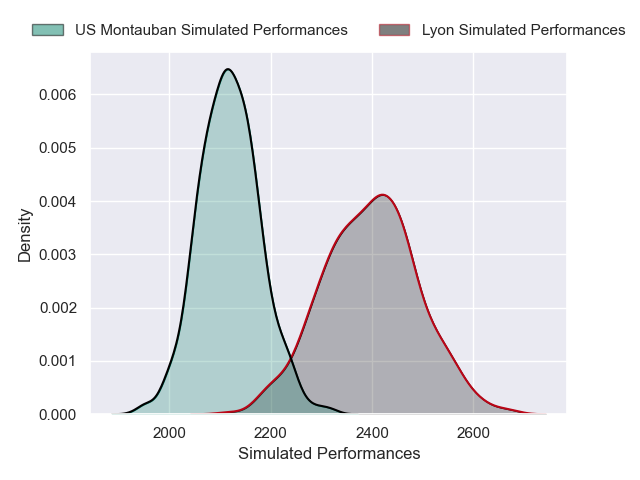 US Montauban Simulated Performances
Lyon Simulated Performances
0.006
0.005
0.004
0.003
0.002
0.001
0.000
Density
2000
2200
2400
2600
Simulated Performances